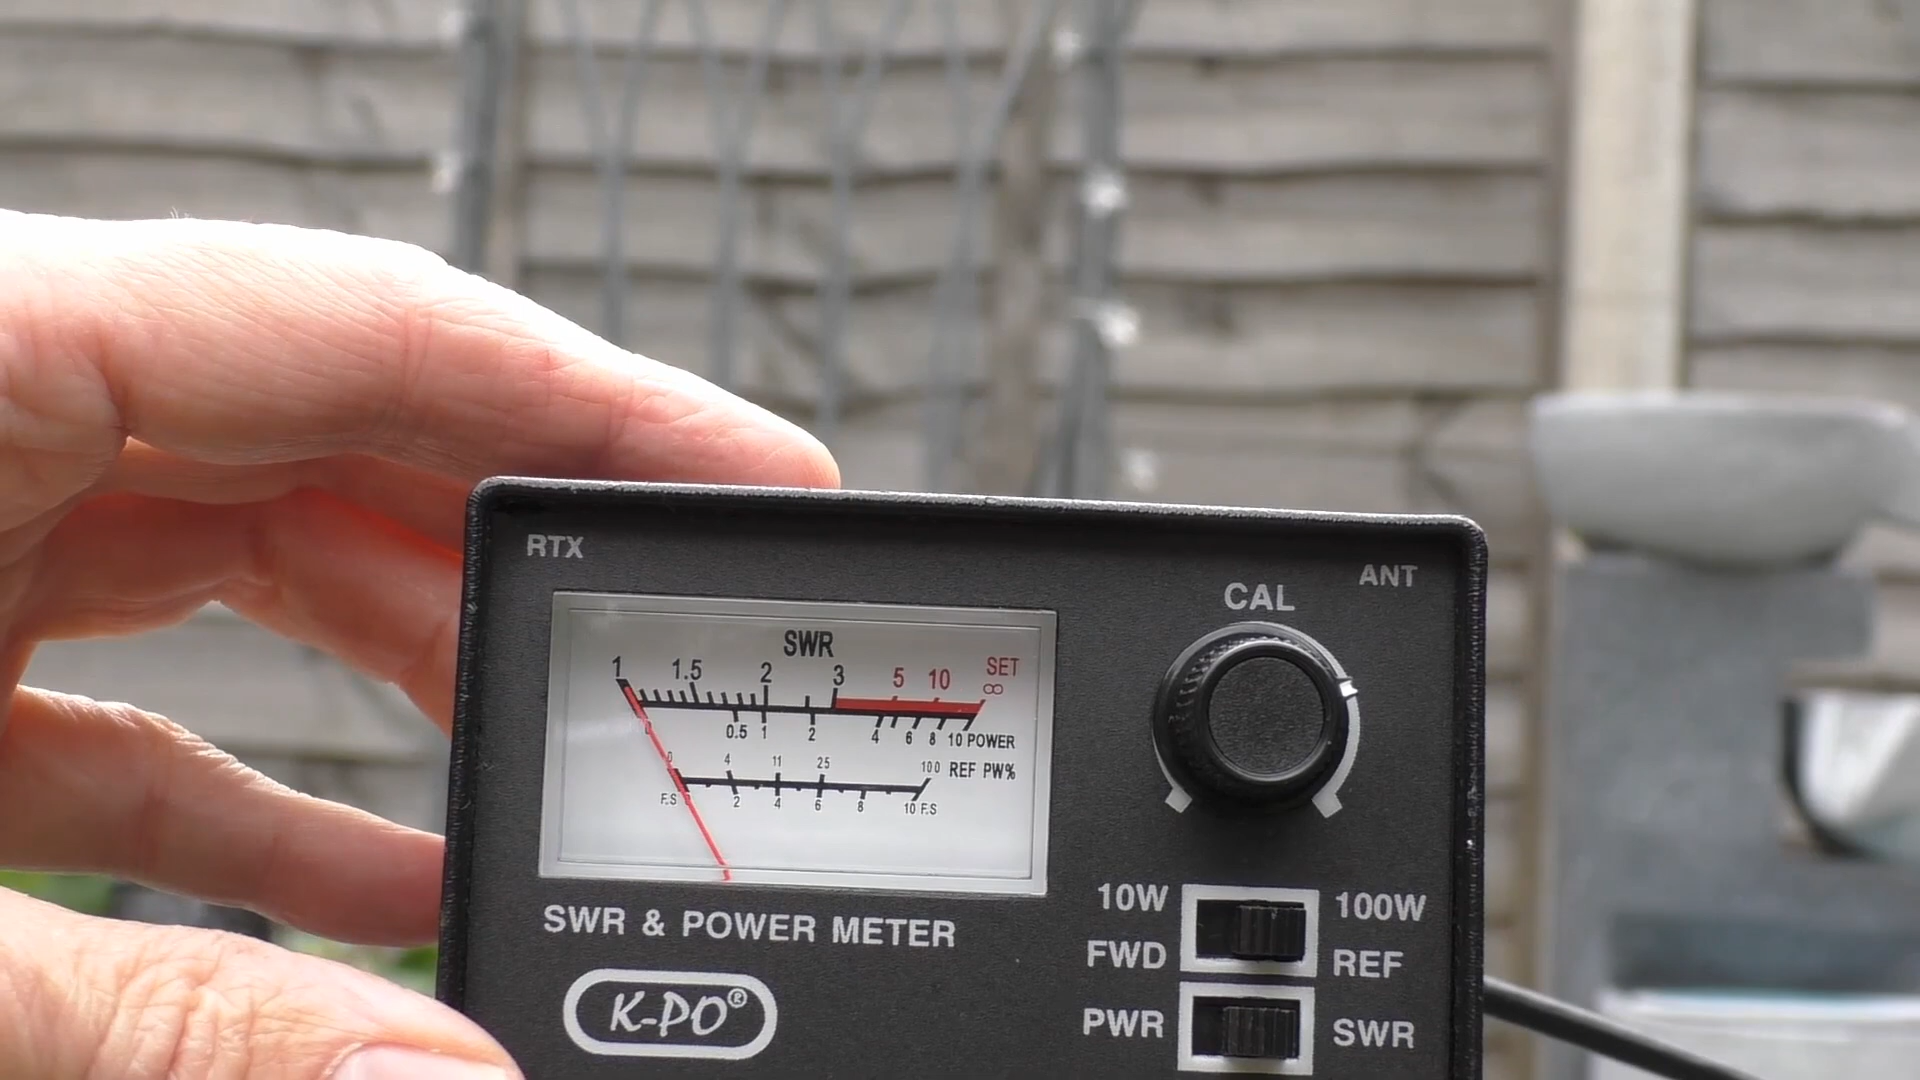 RTX
ANT
CAL
SWR
1 1.5 2 3 5 10 SET
∞
0 0.5 1 2 4 6 8 10 POWER
0 4 11 25 100 REF PW%
F.S 0 2 4 6 8 10 F.S
SWR & POWER METER
K-PO®
10W 100W
FWD REF
PWR SWR